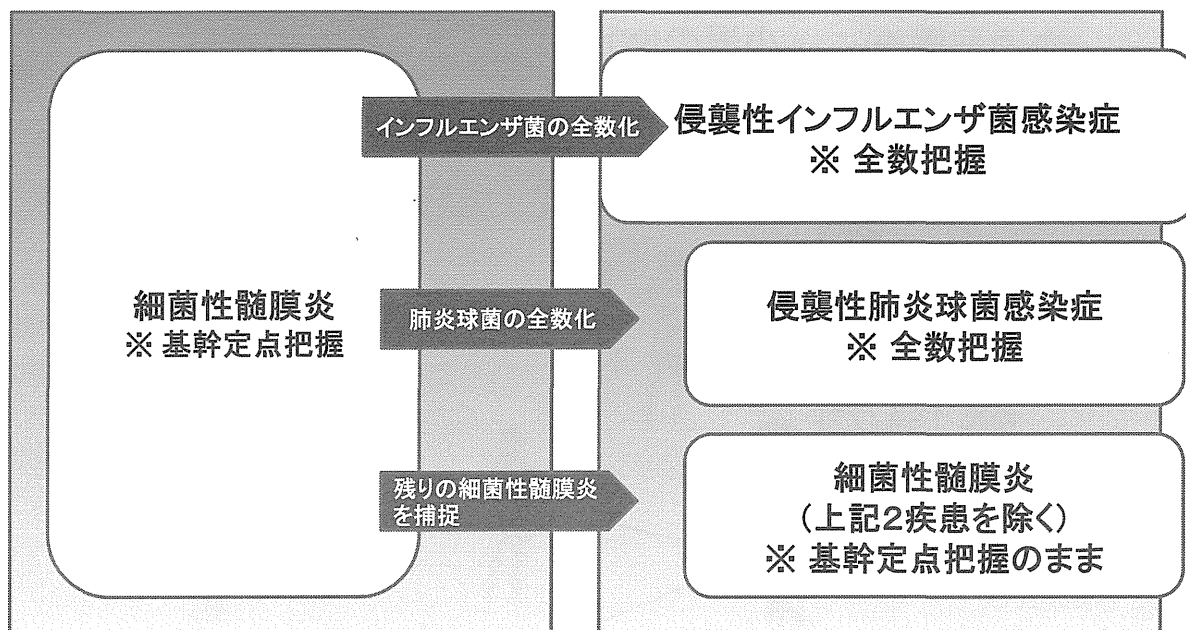 細菌性髄膜炎
※ 基幹定点把握
インフルエンザ菌の全数化
侵襲性インフルエンザ菌感染症
※ 全数把握
肺炎球菌の全数化
侵襲性肺炎球菌感染症
※ 全数把握
残りの細菌性髄膜炎
を捕捉
細菌性髄膜炎
（上記２疾患を除く）
※ 基幹定点把握のまま